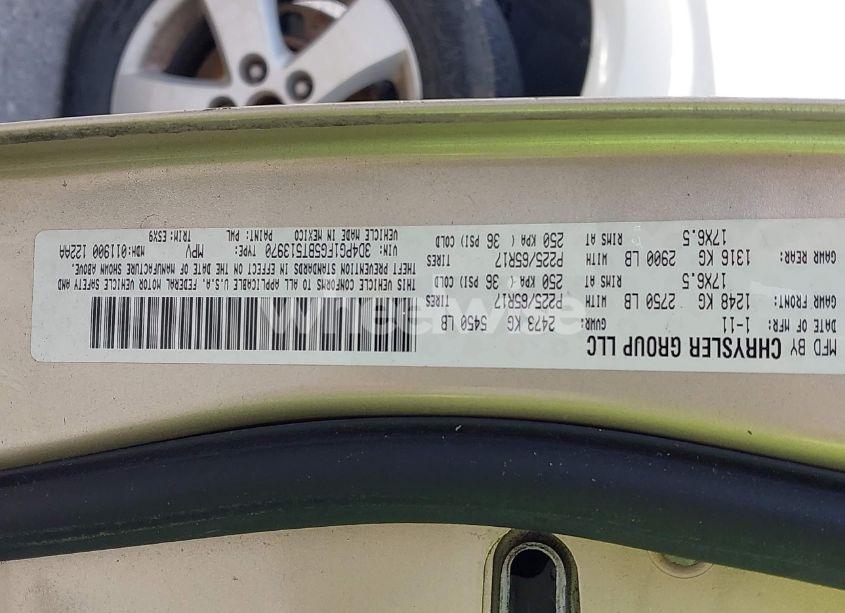 MFD BY CHRYSLER GROUP LLC
DATE OF MFR: 1-11 GVWR: 2473 KG 5450 LB
GAWR FRONT: WITH TIRES RIMS AT
1248 KG 2750 LB P225/65R17 17X6.5 250 KPA ( 36 PSI) COLD
GAWR REAR: WITH TIRES RIMS AT
1316 KG 2900 LB P225/65R17 17X6.5 250 KPA ( 36 PSI) COLD
THIS VEHICLE CONFORMS TO ALL APPLICABLE U.S.A. FEDERAL MOTOR VEHICLE SAFETY AND
THEFT PREVENTION STANDARDS IN EFFECT ON THE DATE OF MANUFACTURE SHOWN ABOVE.
VIN: 3D4PG1FG5BT513970 TYPE: MPV MDH:011900 122AA
VEHICLE MADE IN MEXICO PAINT: PWL TRIM:E5X9
wheelwise